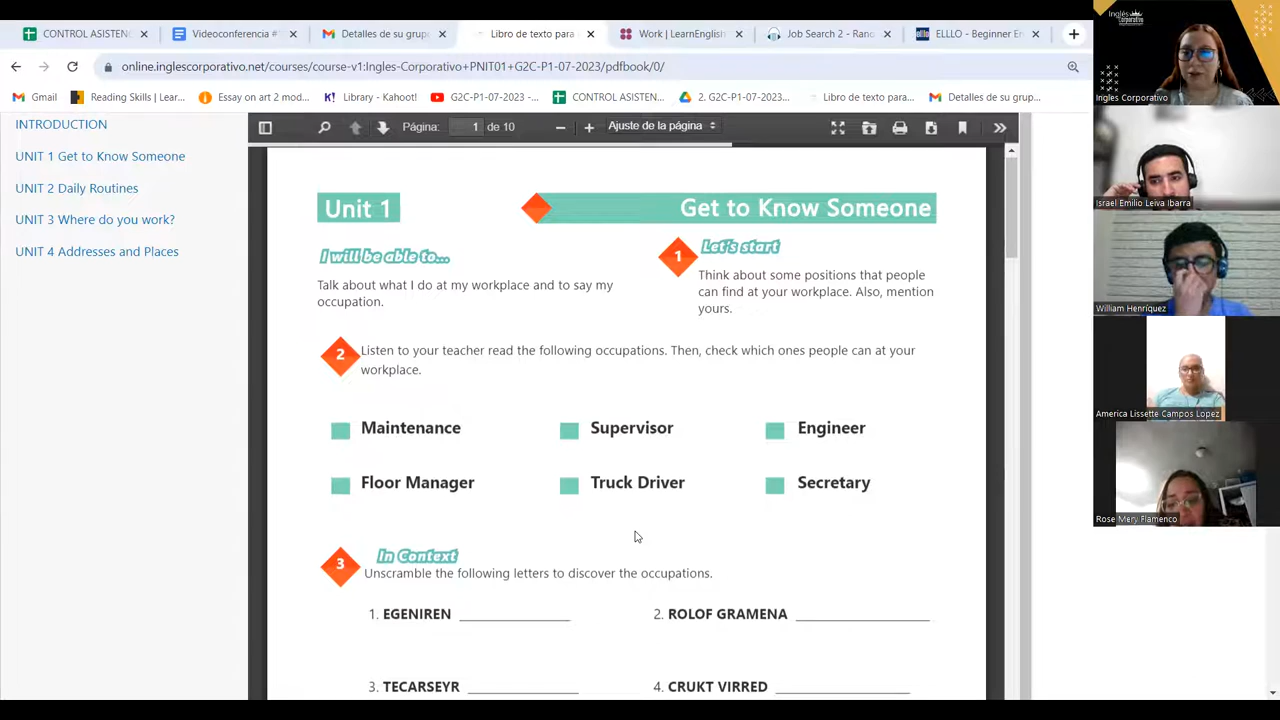 CONTROL ASISTEN
Videoconferencia #
Detalles de su grup
Libro de texto para
Work | LearnEnglish
Job Search 2 - Ranc
ELLLO - Beginner En
online.inglescorporativo.net/courses/course-v1:Ingles-Corporativo+PNIT01+G2C-P1-07-2023/pdfbook/0/
Gmail
Reading Skills | Lear...
Essay on art 2 mod...
Library - Ka
G2C-P1-07-2023 -...
CONTROL ASISTEN...
2. G2C-P1-07-2023...
Libro de texto para...
Detalles de su grup...
INTRODUCTION
UNIT 1 Get to Know Someone
UNIT 2 Daily Routines
UNIT 3 Where do you work?
UNIT 4 Addresses and Places
Página: 1 de 10
Ajuste de la página
Unit 1
Get to Know Someone
I will be able to...
Talk about what I do at my workplace and to say my
occupation.
1
Let's start
Think about some positions that people
can find at your workplace. Also, mention
yours.
2
Listen to your teacher read the following occupations. Then, check which ones people can at your
workplace.
Maintenance
Supervisor
Engineer
Floor Manager
Truck Driver
Secretary
3
In Context
Unscramble the following letters to discover the occupations.
1. EGENIREN ______________
2. ROLOF GRAMENA ______________
3. TECARSEYR ______________
4. CRUKT VIRRED ______________
Inglés
Corporativo
Ingles Corporativo
Israel Emilio Leiva Ibarra
William Henríquez
America Lissette Campos Lopez
Rose Mery Flamenco